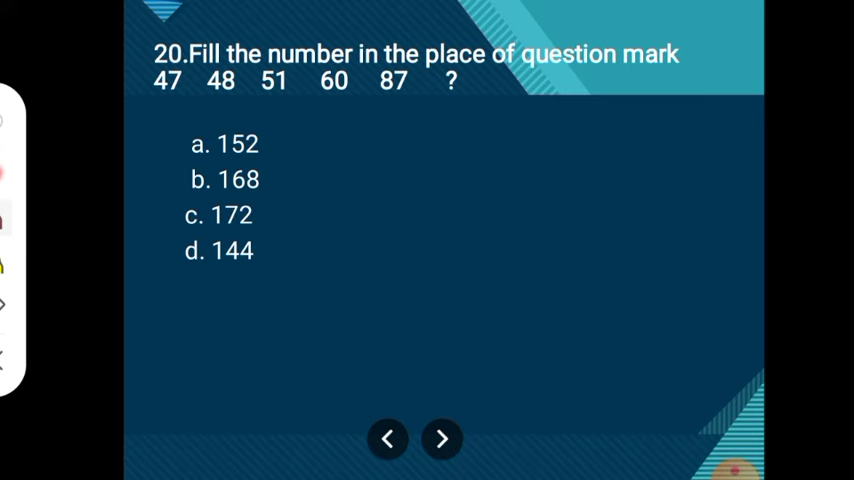 20.Fill the number in the place of question mark
47 48 51 60 87 ?
a. 152
b. 168
c. 172
d. 144